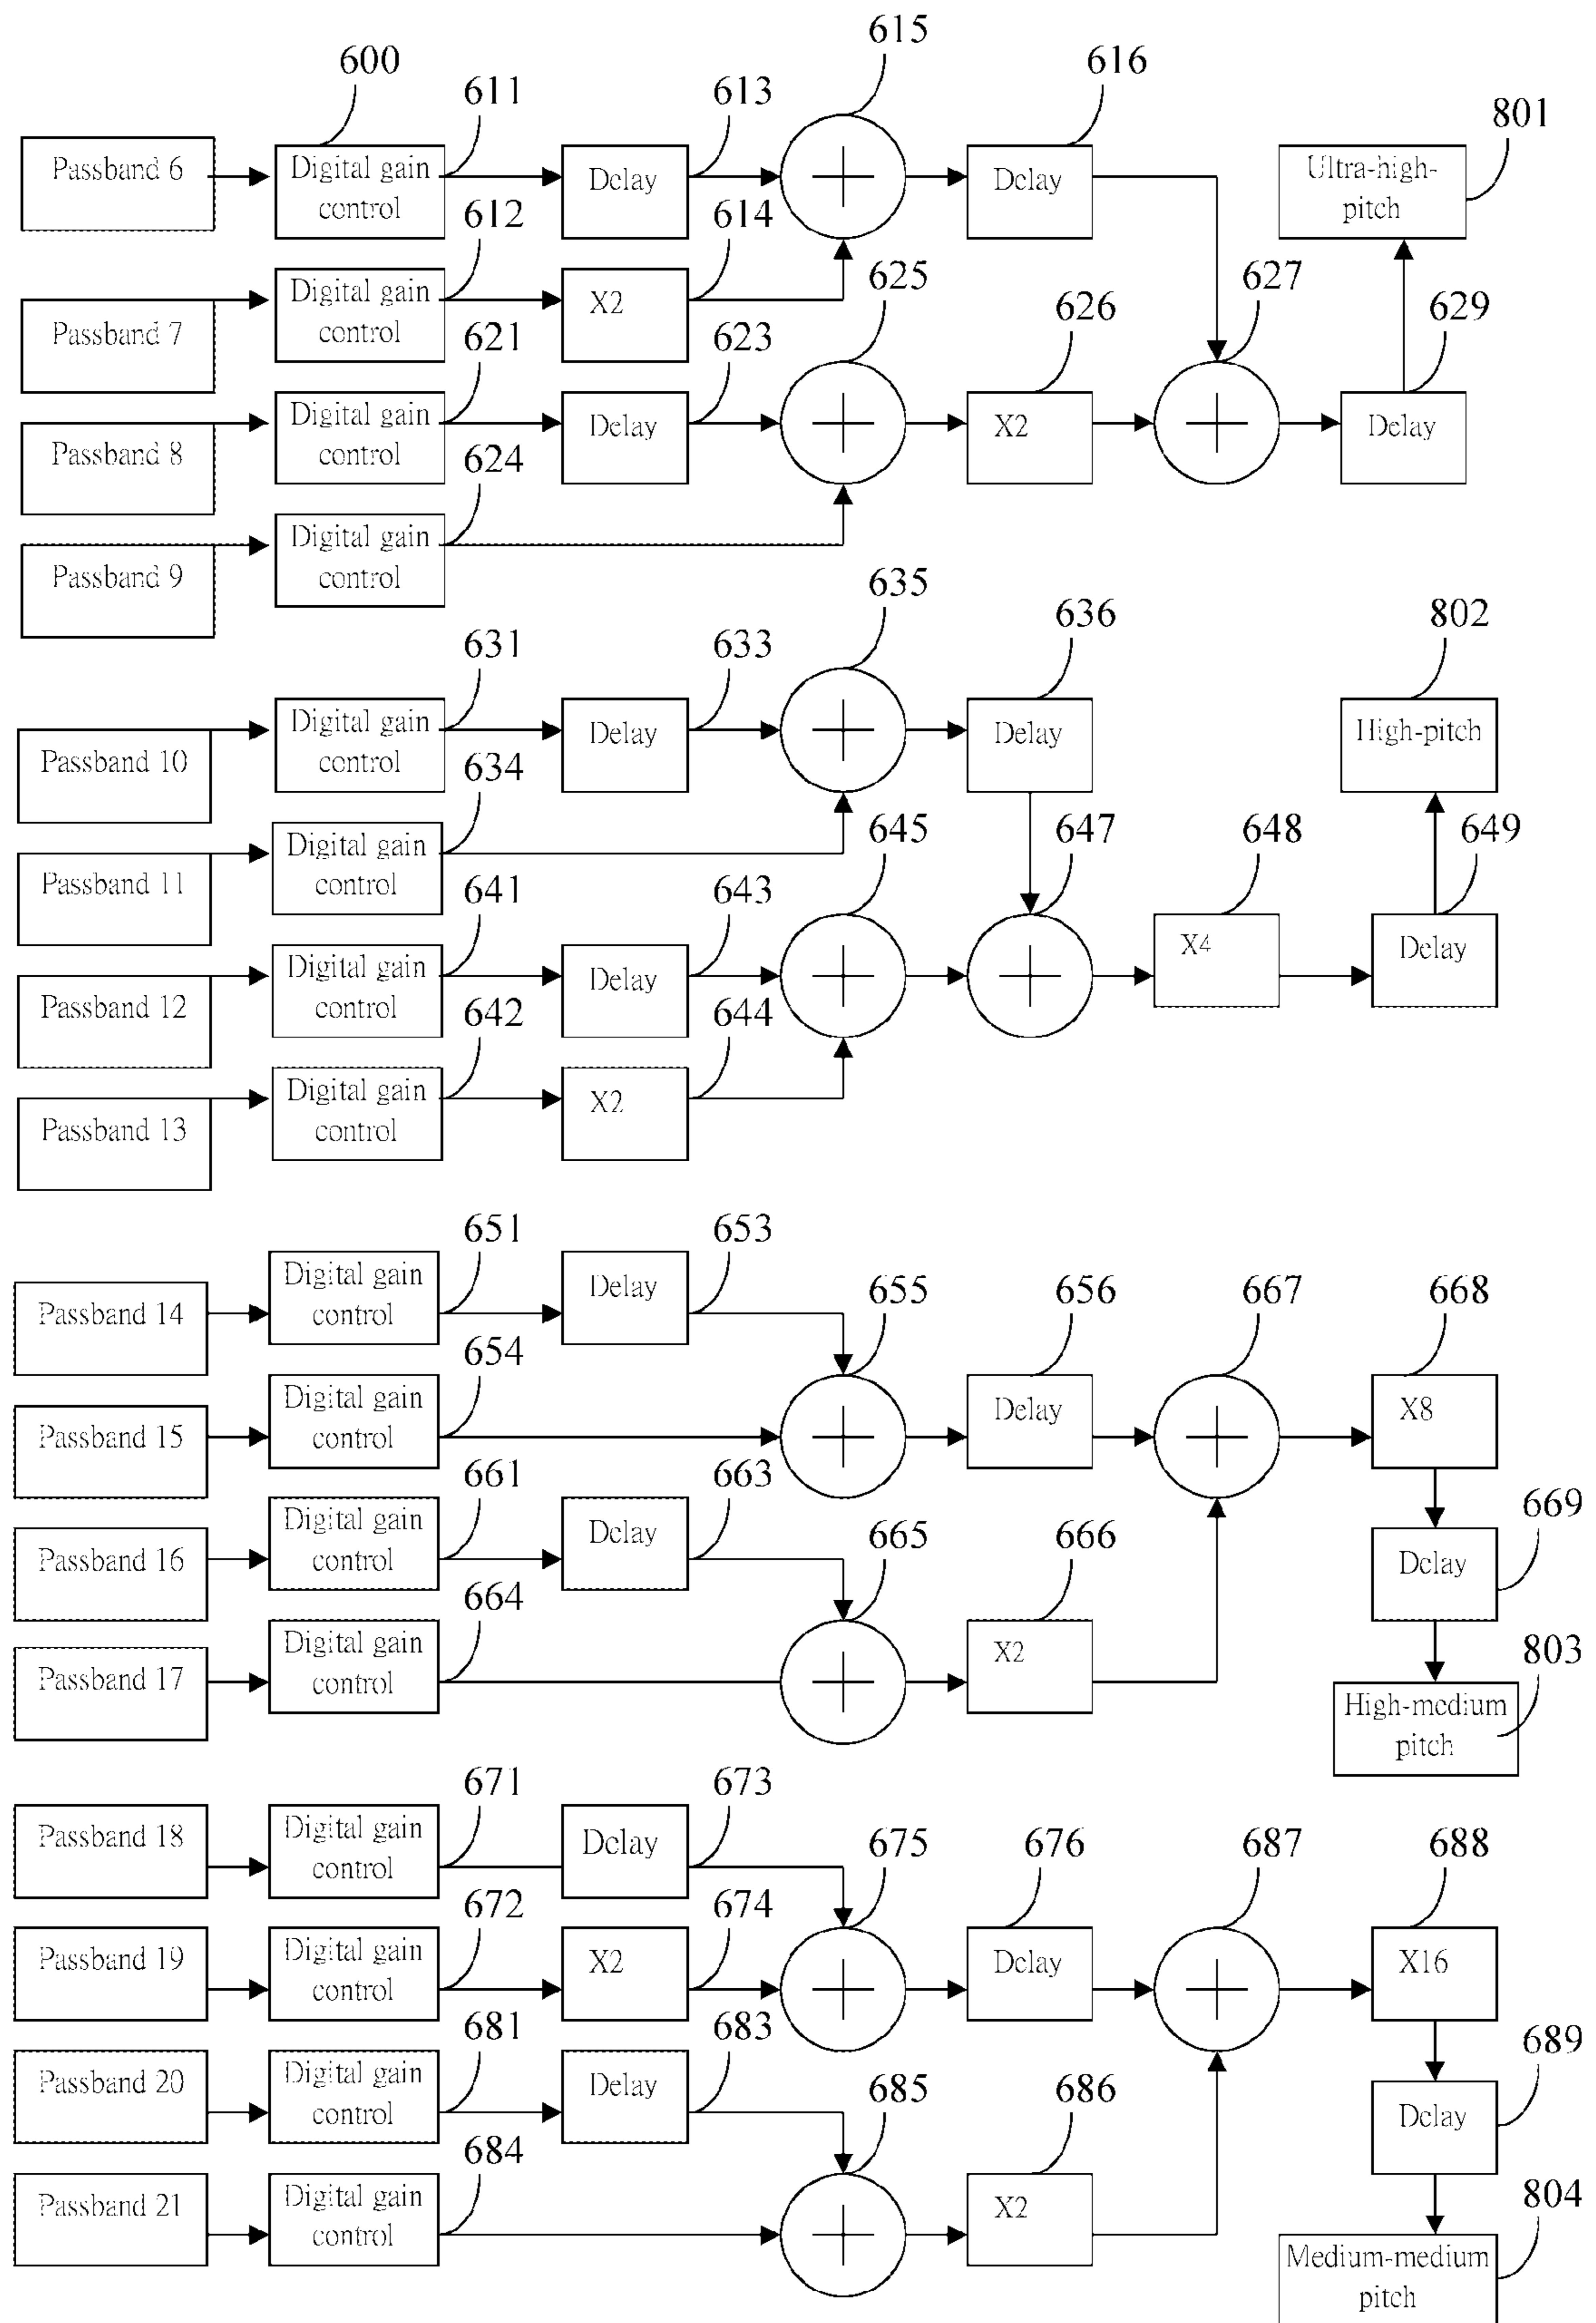 615
600
616
611
613
801
Passband 6
Digital gain
control
Delay
Delay
Ultra-high-
pitch
612
614
625
627
Passband 7
Digital gain
control
X2
621
623
626
629
Passband 8
Digital gain
control
Delay
X2
Delay
624
Passband 9
Digital gain
control
635
636
802
631
633
Passband 10
Digital gain
control
Delay
Delay
High-pitch
634
645
647
648
649
Passband 11
Digital gain
control
641
643
Passband 12
Digital gain
control
Delay
X4
Delay
642
644
Passband 13
Digital gain
control
X2
651
653
Passband 14
Digital gain
control
Delay
655
656
667
668
654
Passband 15
Digital gain
control
Delay
X8
661
663
669
Passband 16
Digital gain
control
Delay
Delay
665
666
664
Passband 17
Digital gain
control
X2
803
High-medium
pitch
671
673
Passband 18
Digital gain
control
Delay
675
676
687
688
672
674
Passband 19
Digital gain
control
X2
Delay
X16
681
683
689
Passband 20
Digital gain
control
Delay
Delay
685
686
684
Passband 21
Digital gain
control
X2
804
Medium-medium
pitch